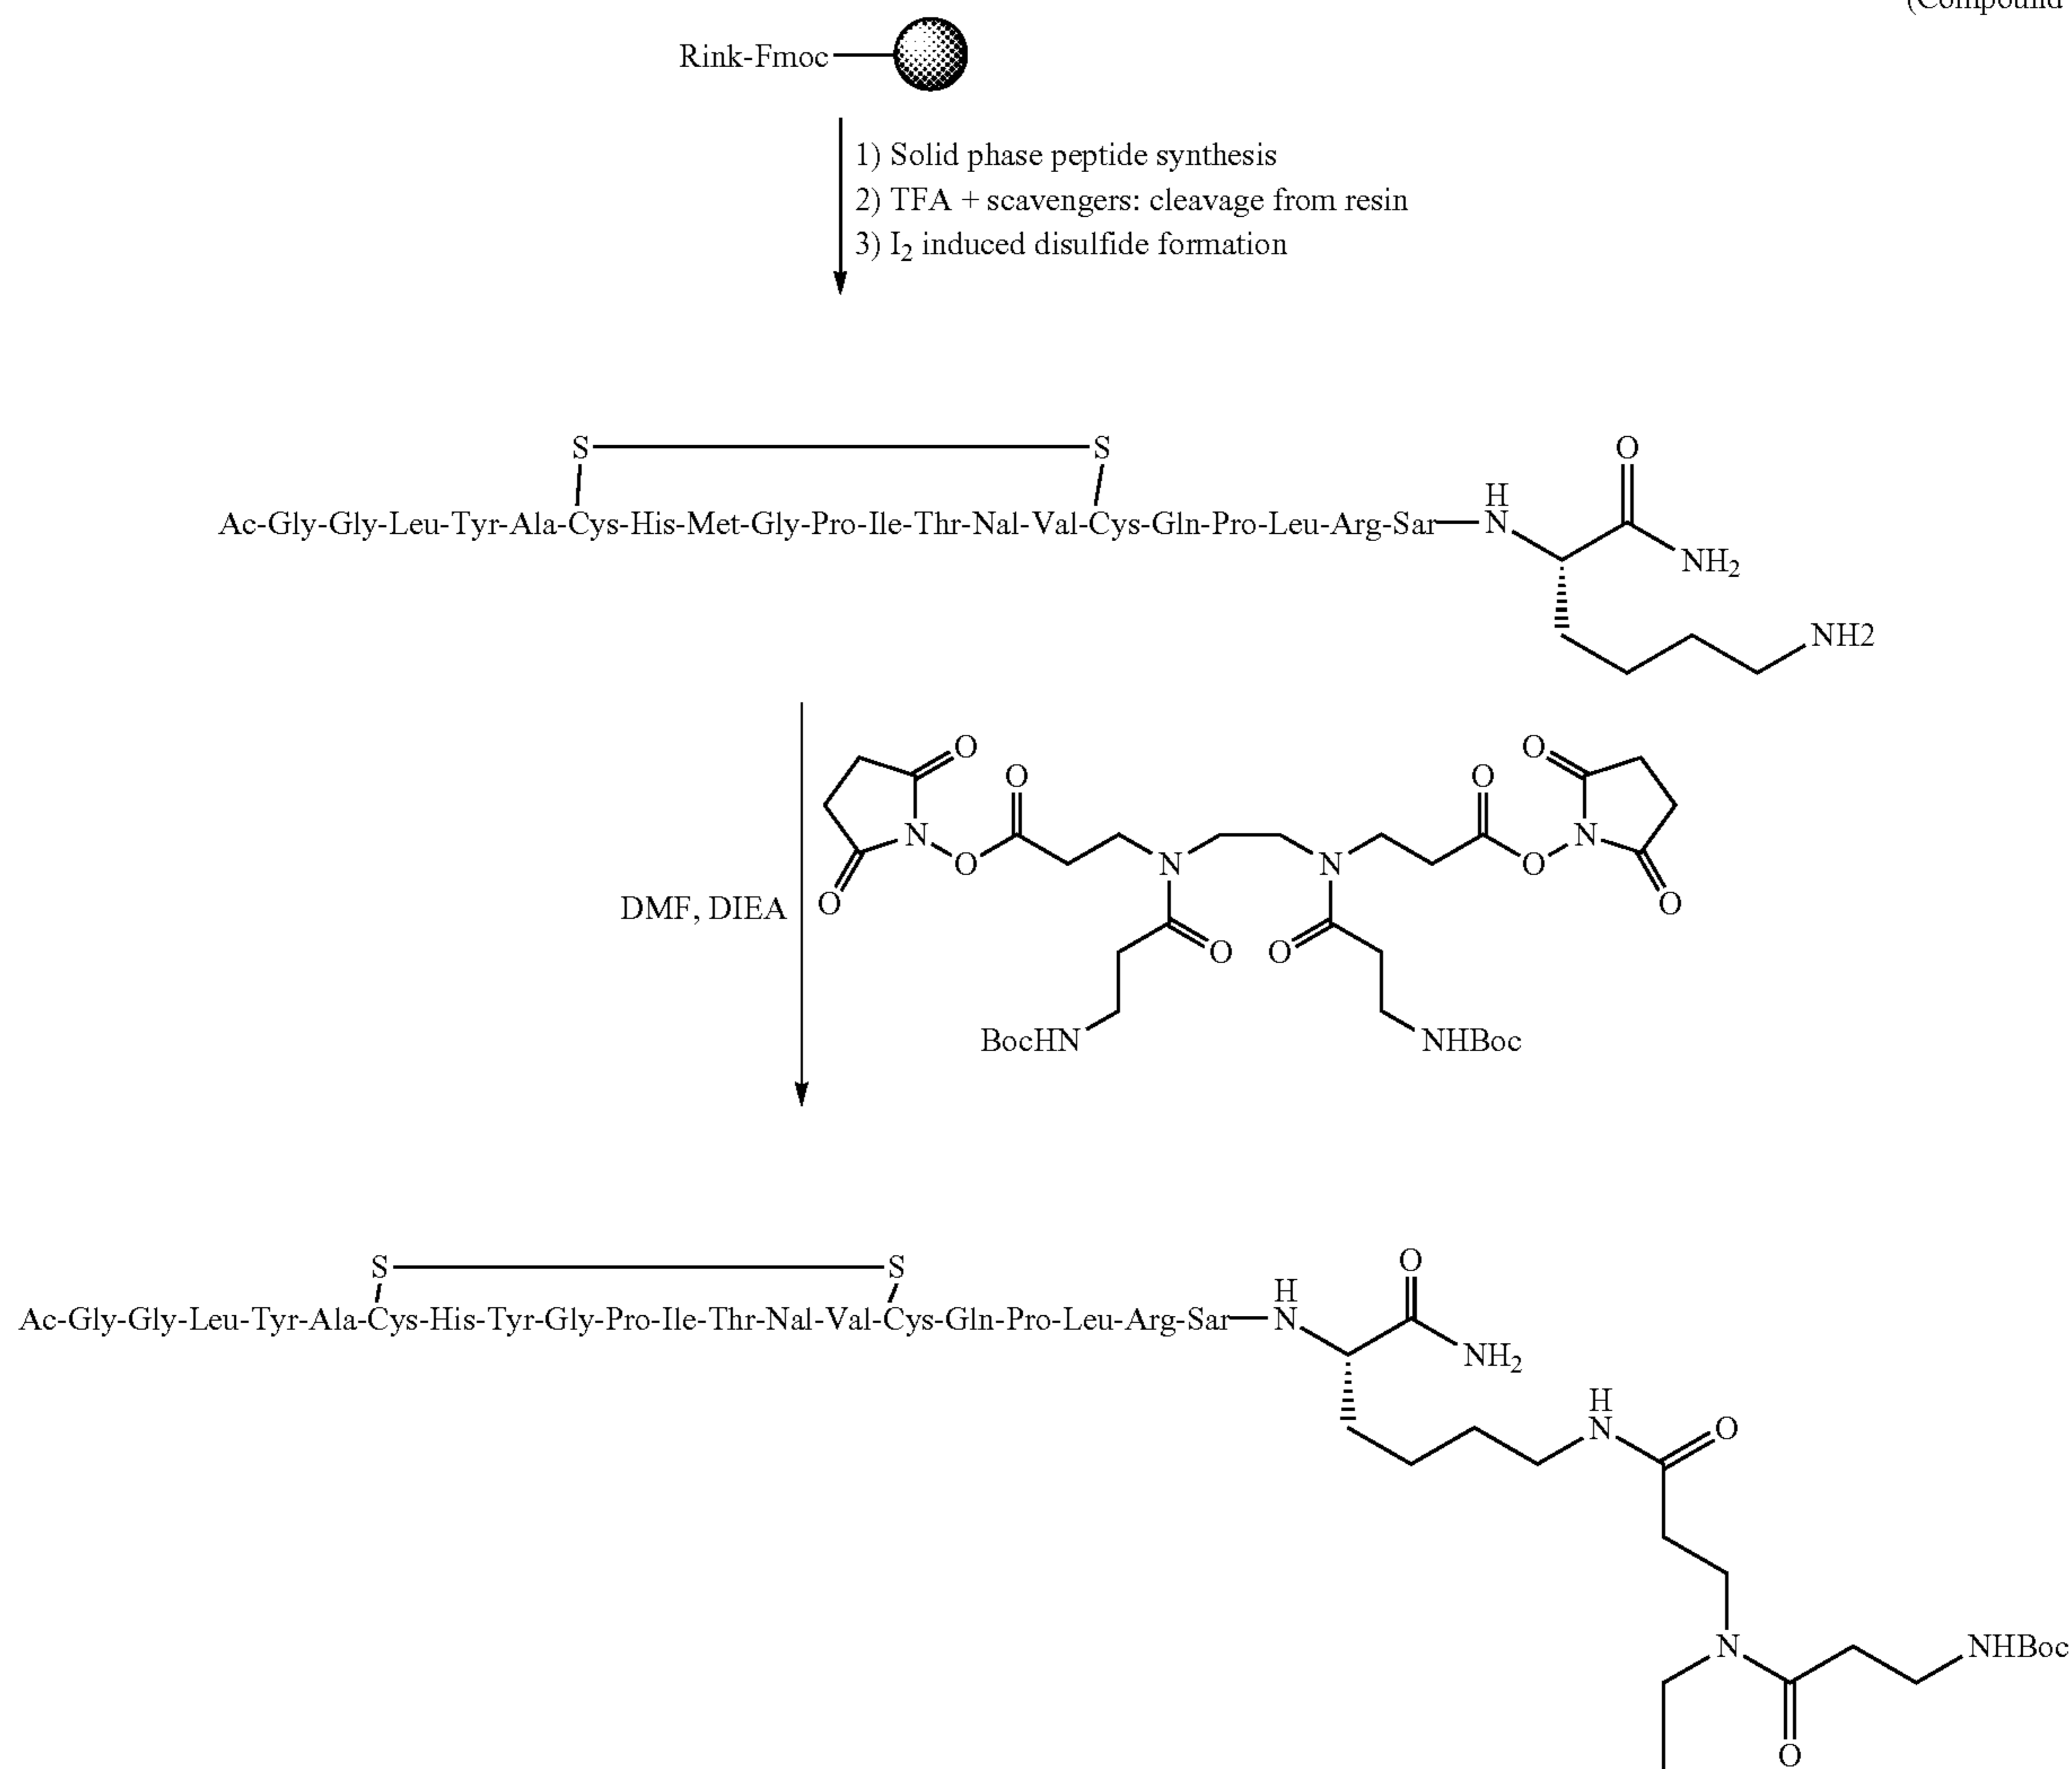 (Compound
Rink-Fmoc
1) Solid phase peptide synthesis
2) TFA + scavengers: cleavage from resin
3) I2 induced disulfide formation
S S O
Ac-Gly-Gly-Leu-Tyr-Ala-Cys-His-Met-Gly-Pro-Ile-Thr-Nal-Val-Cys-Gln-Pro-Leu-Arg-Sar H N
NH2
NH2
O O O O
N O N N O N
O O
O O
DMF, DIEA
BocHN NHBoc
S S O
Ac-Gly-Gly-Leu-Tyr-Ala-Cys-His-Tyr-Gly-Pro-Ile-Thr-Nal-Val-Cys-Gln-Pro-Leu-Arg-Sar H N
NH2
H N O
N NHBoc
O